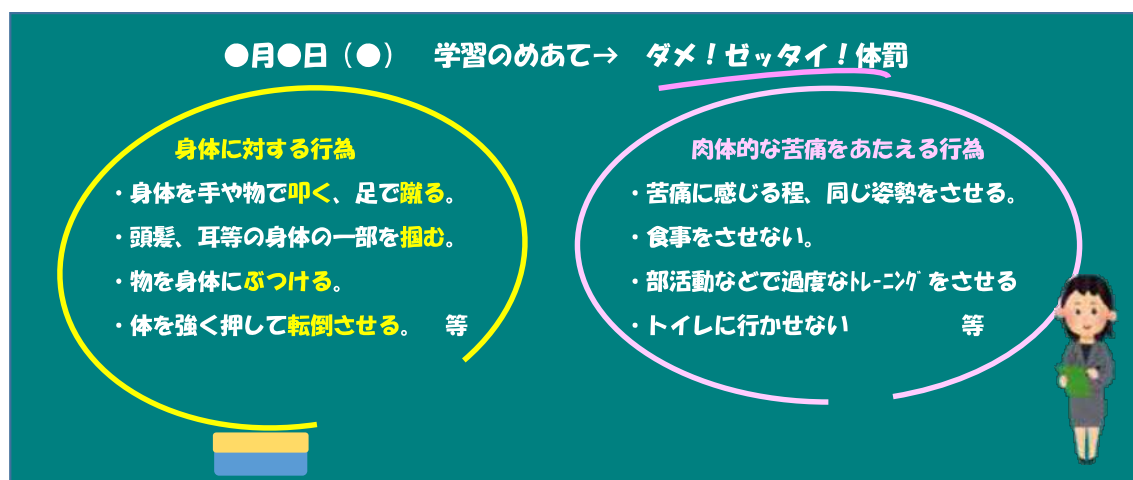 ●月●日（●）　学習のめあて→　ダメ！ゼッタイ！体罰
身体に対する行為
・身体を手や物で叩く、足で蹴る。
・頭髪、耳等の身体の一部を掴む。
・物を身体にぶつける。
・体を強く押して転倒させる。　等
肉体的な苦痛をあたえる行為
・苦痛に感じる程、同じ姿勢をさせる。
・食事をさせない。
・部活動などで過度なﾄﾚｰﾆﾝｸﾞをさせる
・トイレに行かせない　　　　　等